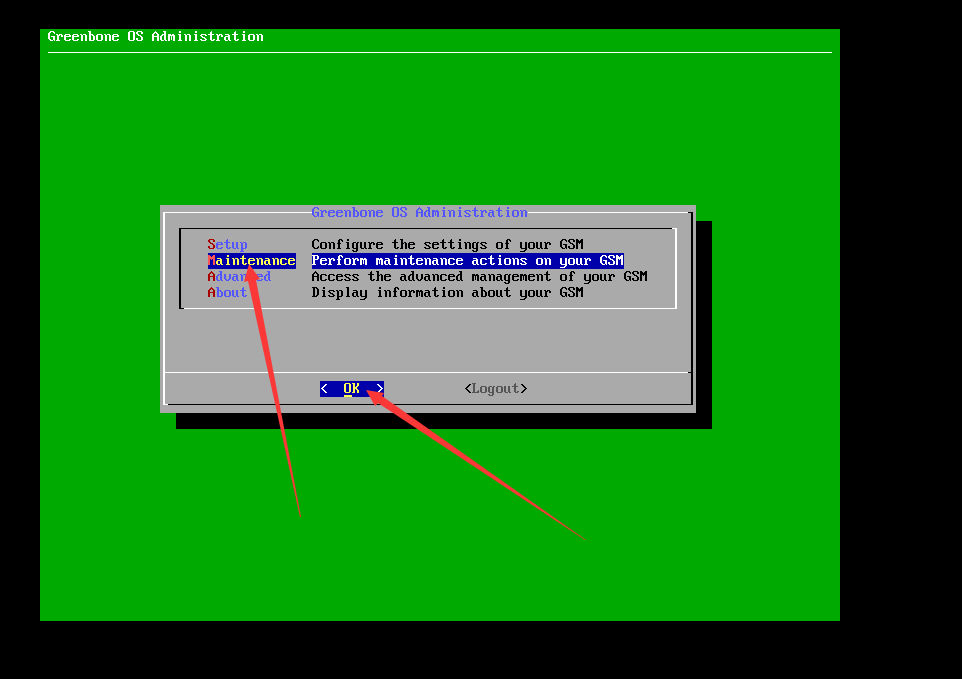 Greenbone OS Administration
Greenbone OS Administration
Setup Configure the settings of your GSM
Maintenance Perform maintenance actions on your GSM
Advanced Access the advanced management of your GSM
About Display information about your GSM
< OK > <Logout>